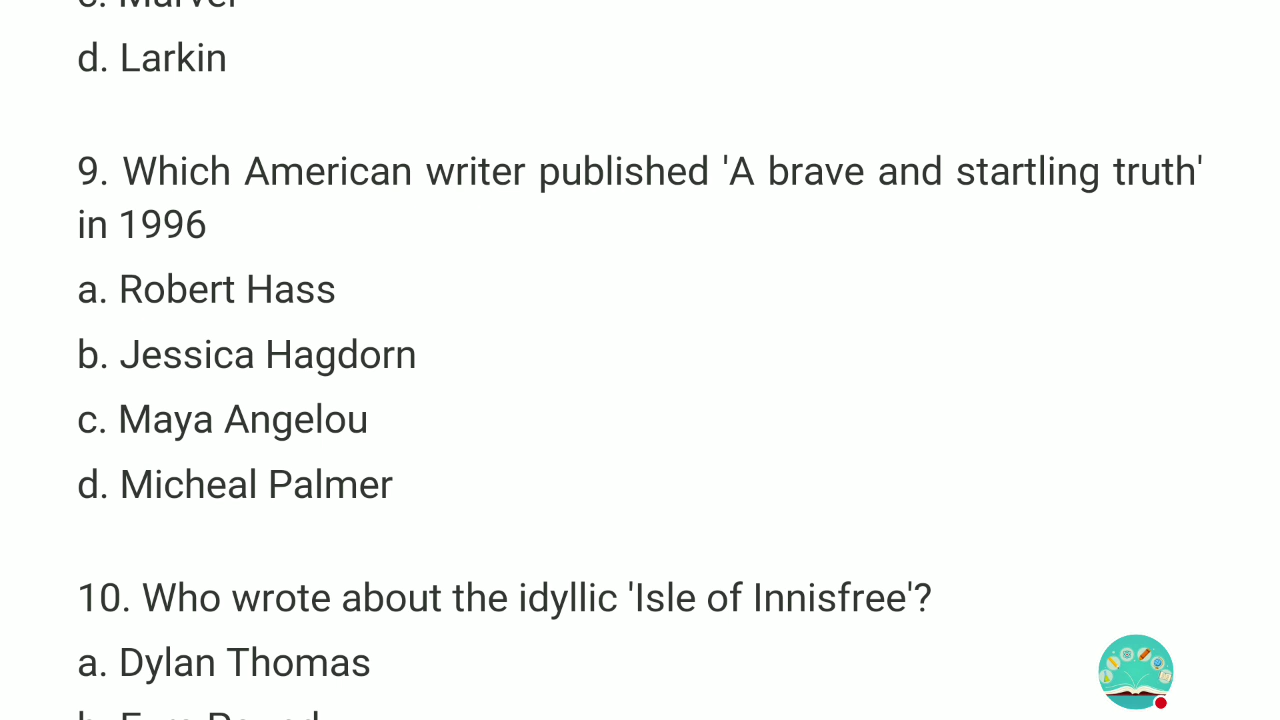 c. Marvel
d. Larkin
9. Which American writer published 'A brave and startling truth'
in 1996
a. Robert Hass
b. Jessica Hagdorn
c. Maya Angelou
d. Micheal Palmer
10. Who wrote about the idyllic 'Isle of Innisfree'?
a. Dylan Thomas